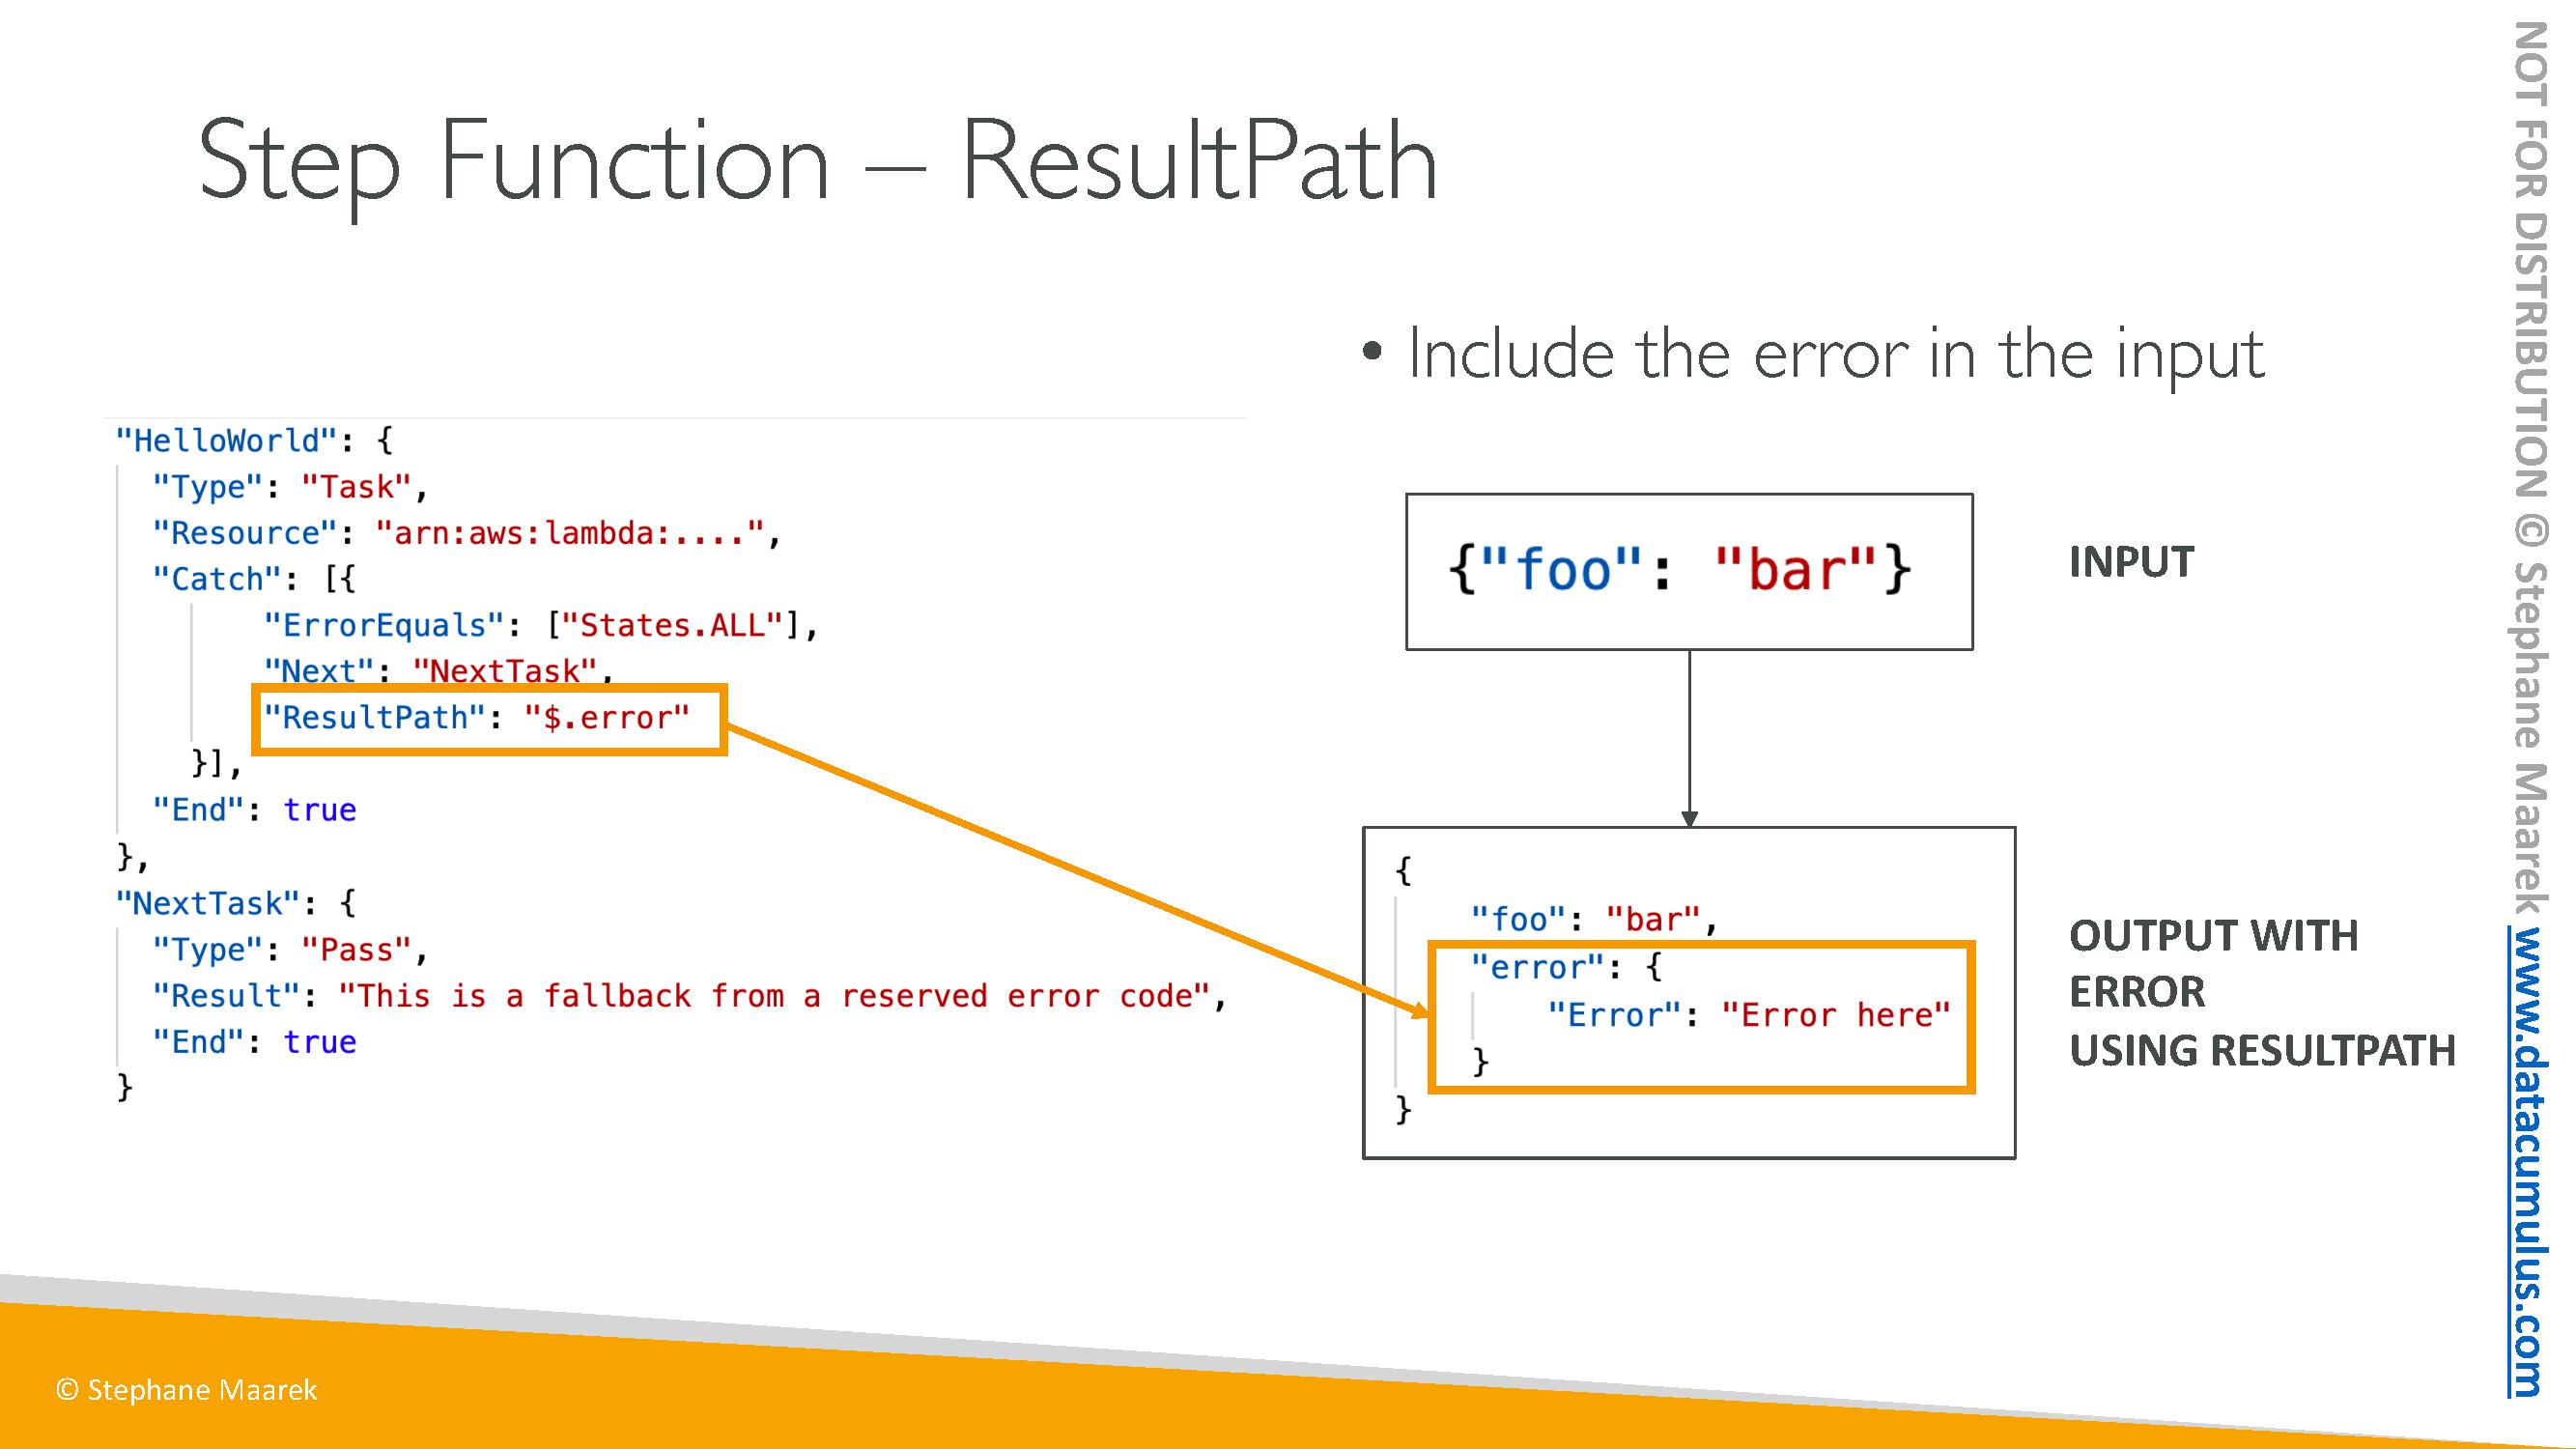 Step Function – ResultPath
• Include the error in the input
"HelloWorld": {
"Type": "Task",
"Resource": "arn:aws:lambda:....",
"Catch": [{
"ErrorEquals": ["States.ALL"],
"Next": "NextTask",
"ResultPath": "$.error"
}],
"End": true
},
"NextTask": {
"Type": "Pass",
"Result": "This is a fallback from a reserved error code",
"End": true
}
{"foo": "bar"}
INPUT
{
"foo": "bar",
"error": {
"Error": "Error here"
}
}
OUTPUT WITH
ERROR
USING RESULTPATH
© Stephane Maarek
NOT FOR DISTRIBUTION © Stephane Maarek www.datacumulus.com